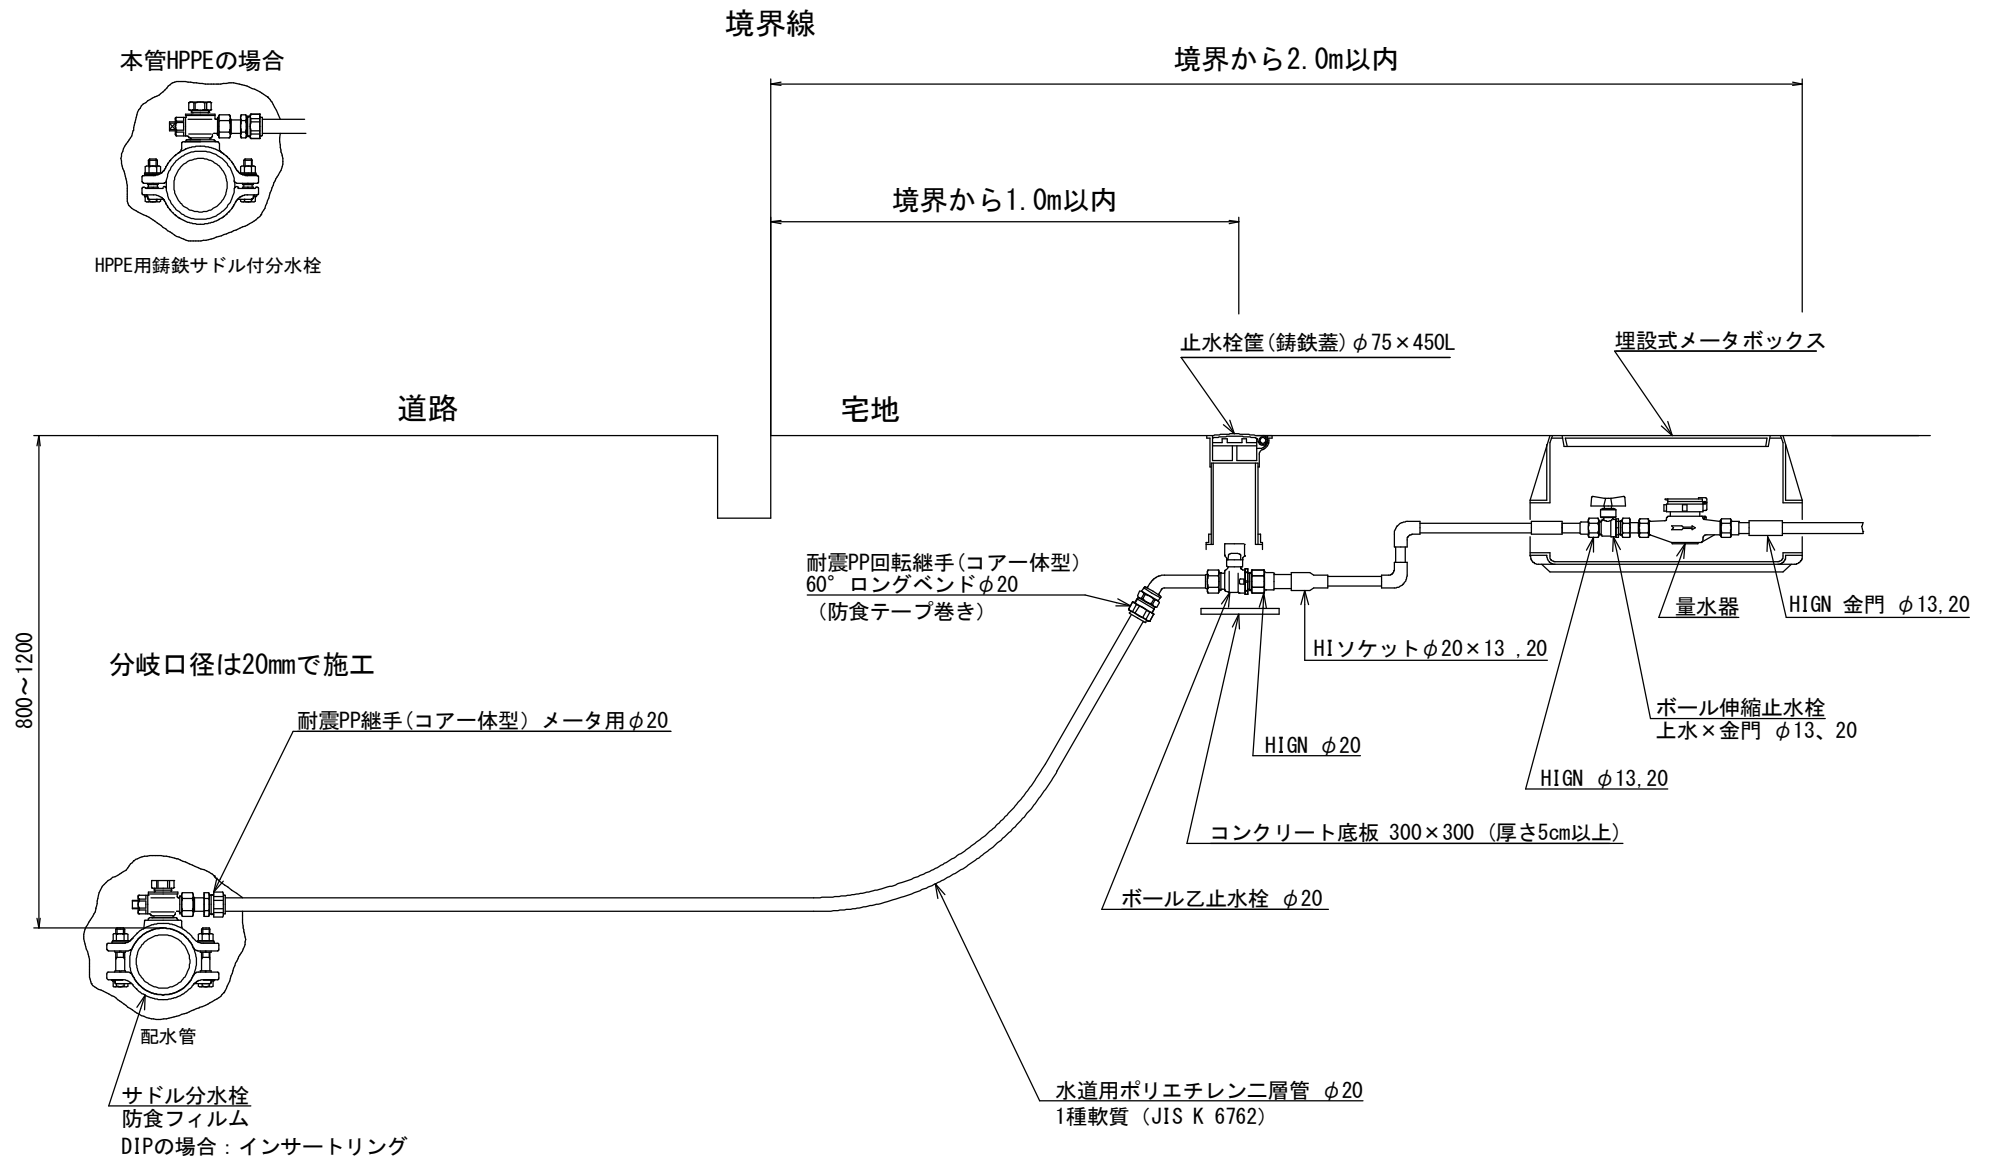 境界線
本管HPPEの場合
境界から2.0m以内
境界から1.0m以内
HPPE用鋳鉄サドル付分水栓
止水栓筐(鋳鉄蓋)φ75×450L
埋設式メータボックス
道路
宅地
耐震PP回転継手(コア一体型)
60°ロングベンドφ20
(防食テープ巻き)
量水器
HIGN 金門 φ13,20
HIソケットφ20×13 ,20
800～1200
分岐口径は20mmで施工
耐震PP継手(コア一体型) メータ用φ20
ボール伸縮止水栓
上水×金門 φ13、20
HIGN φ20
HIGN φ13,20
コンクリート底板 300×300 (厚さ5cm以上)
ボール乙止水栓 φ20
配水管
サドル分水栓
防食フィルム
DIPの場合：インサートリング
水道用ポリエチレン二層管 φ20
1種軟質 (JIS K 6762)